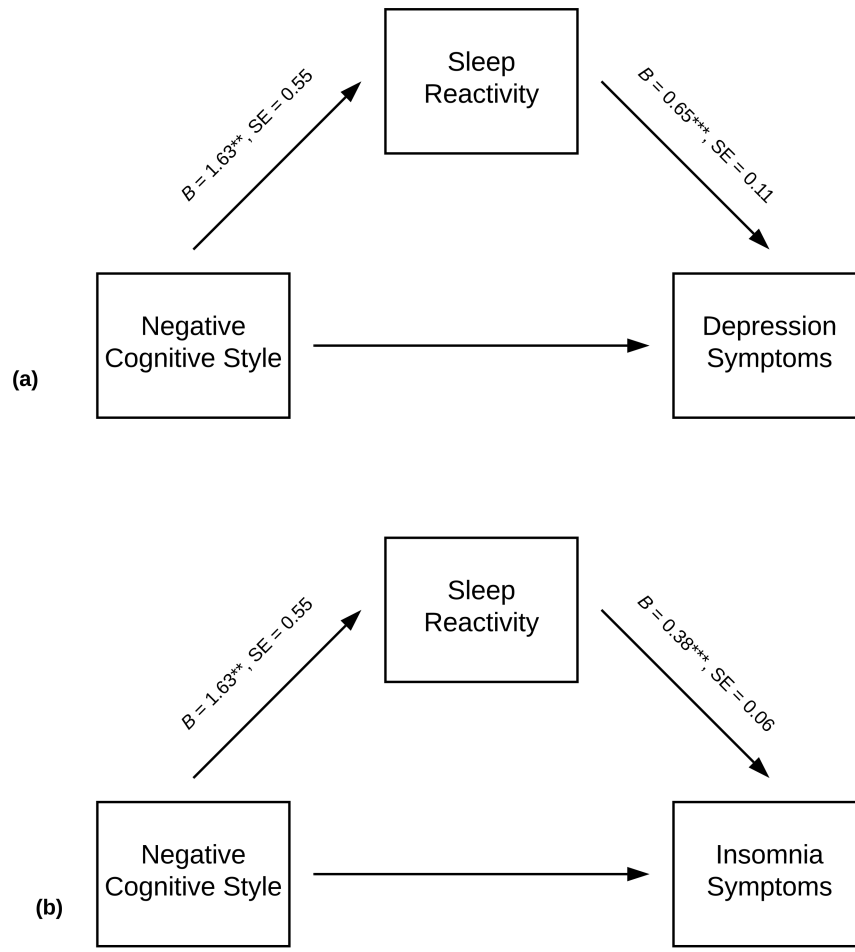 Sleep
Reactivity
B = 1.63**, SE = 0.55
B = 0.65***, SE = 0.11
Negative
Cognitive Style
Depression
Symptoms
(a)
Sleep
Reactivity
B = 1.63**, SE = 0.55
B = 0.38***, SE = 0.06
Negative
Cognitive Style
Insomnia
Symptoms
(b)